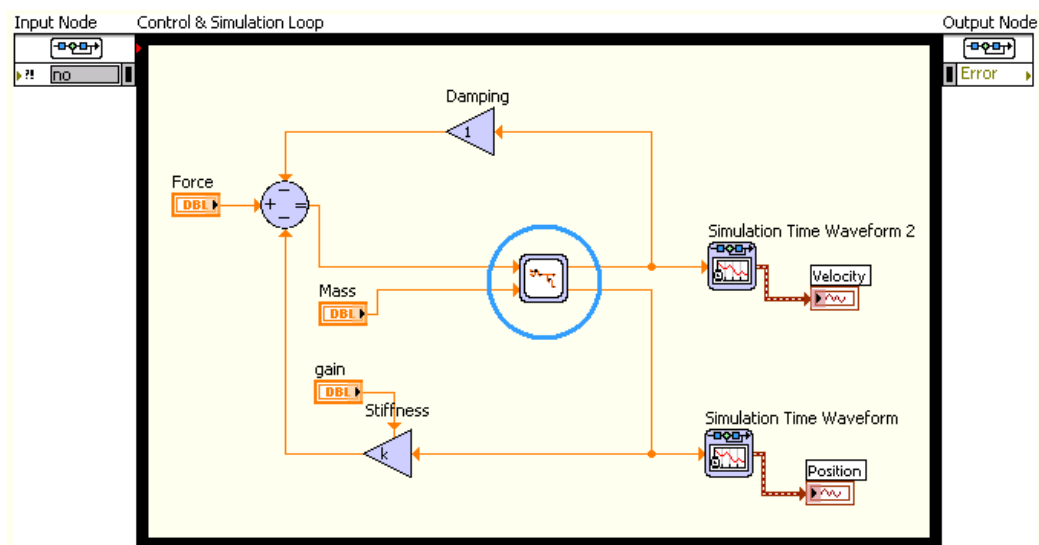 Input Node
Control & Simulation Loop
Output Node
?!
no
Error
Damping
1
Force
DBL
+
−
−
=
Simulation Time Waveform 2
Velocity
Mass
DBL
gain
DBL
Stiffness
k
Simulation Time Waveform
Position